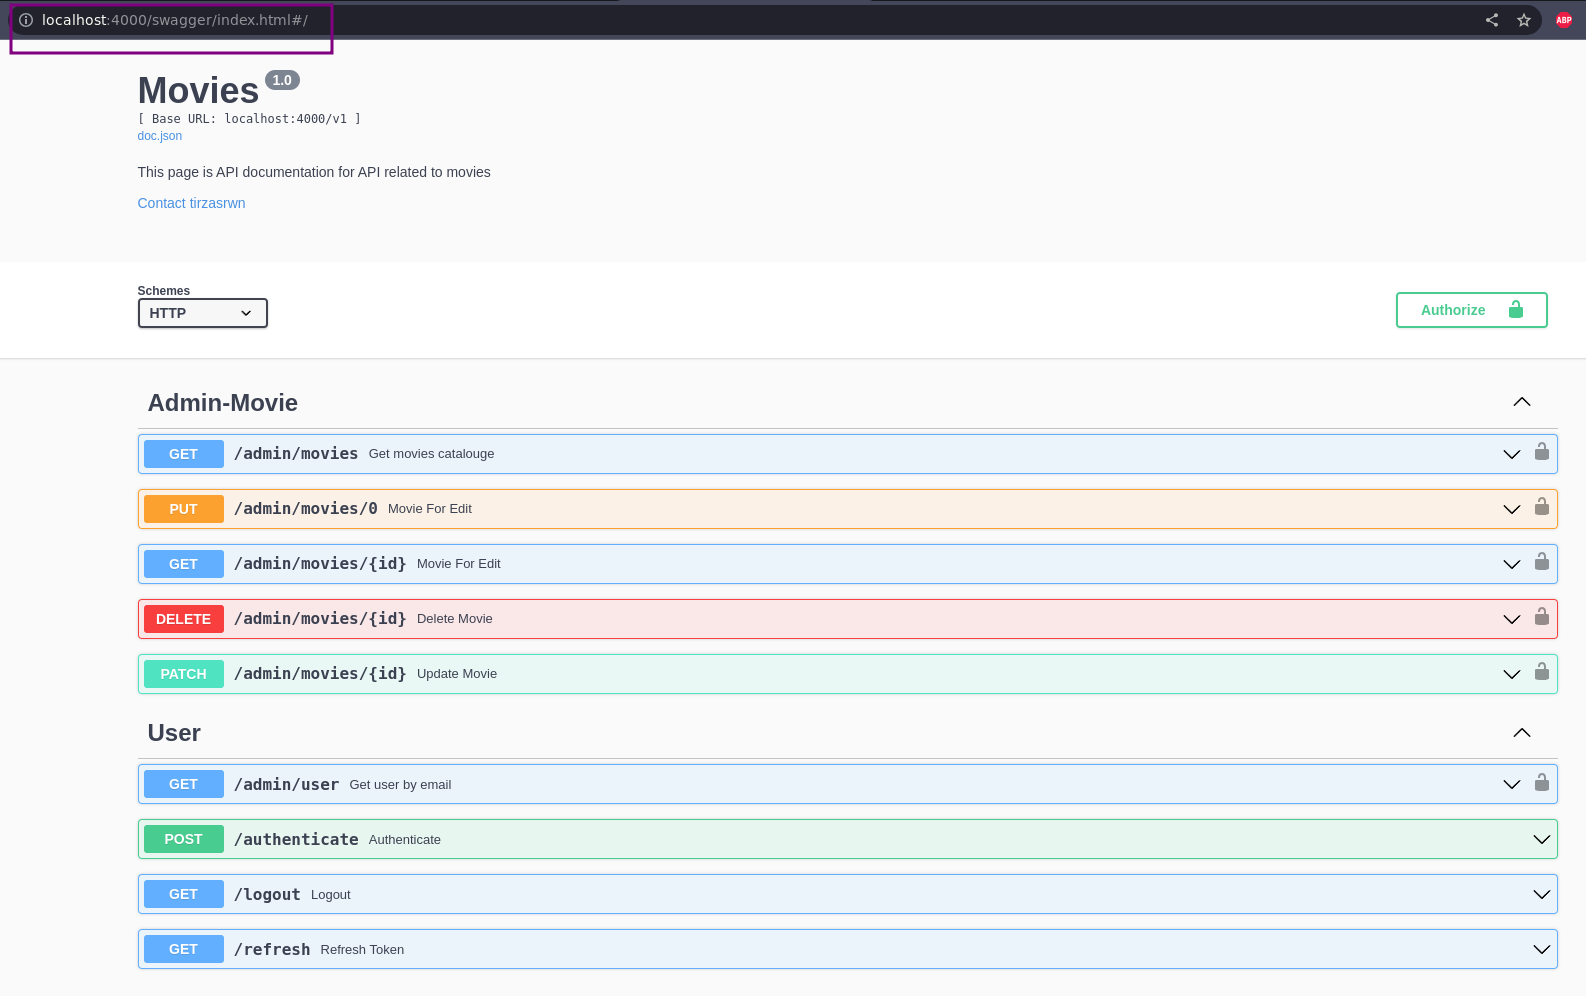 localhost:4000/swagger/index.html#/
ABP
Movies 1.0
[ Base URL: localhost:4000/v1 ]
doc.json
This page is API documentation for API related to movies
Contact tirzasrwn
Schemes
HTTP
Authorize
Admin-Movie
GET /admin/movies Get movies catalouge
PUT /admin/movies/0 Movie For Edit
GET /admin/movies/{id} Movie For Edit
DELETE /admin/movies/{id} Delete Movie
PATCH /admin/movies/{id} Update Movie
User
GET /admin/user Get user by email
POST /authenticate Authenticate
GET /logout Logout
GET /refresh Refresh Token